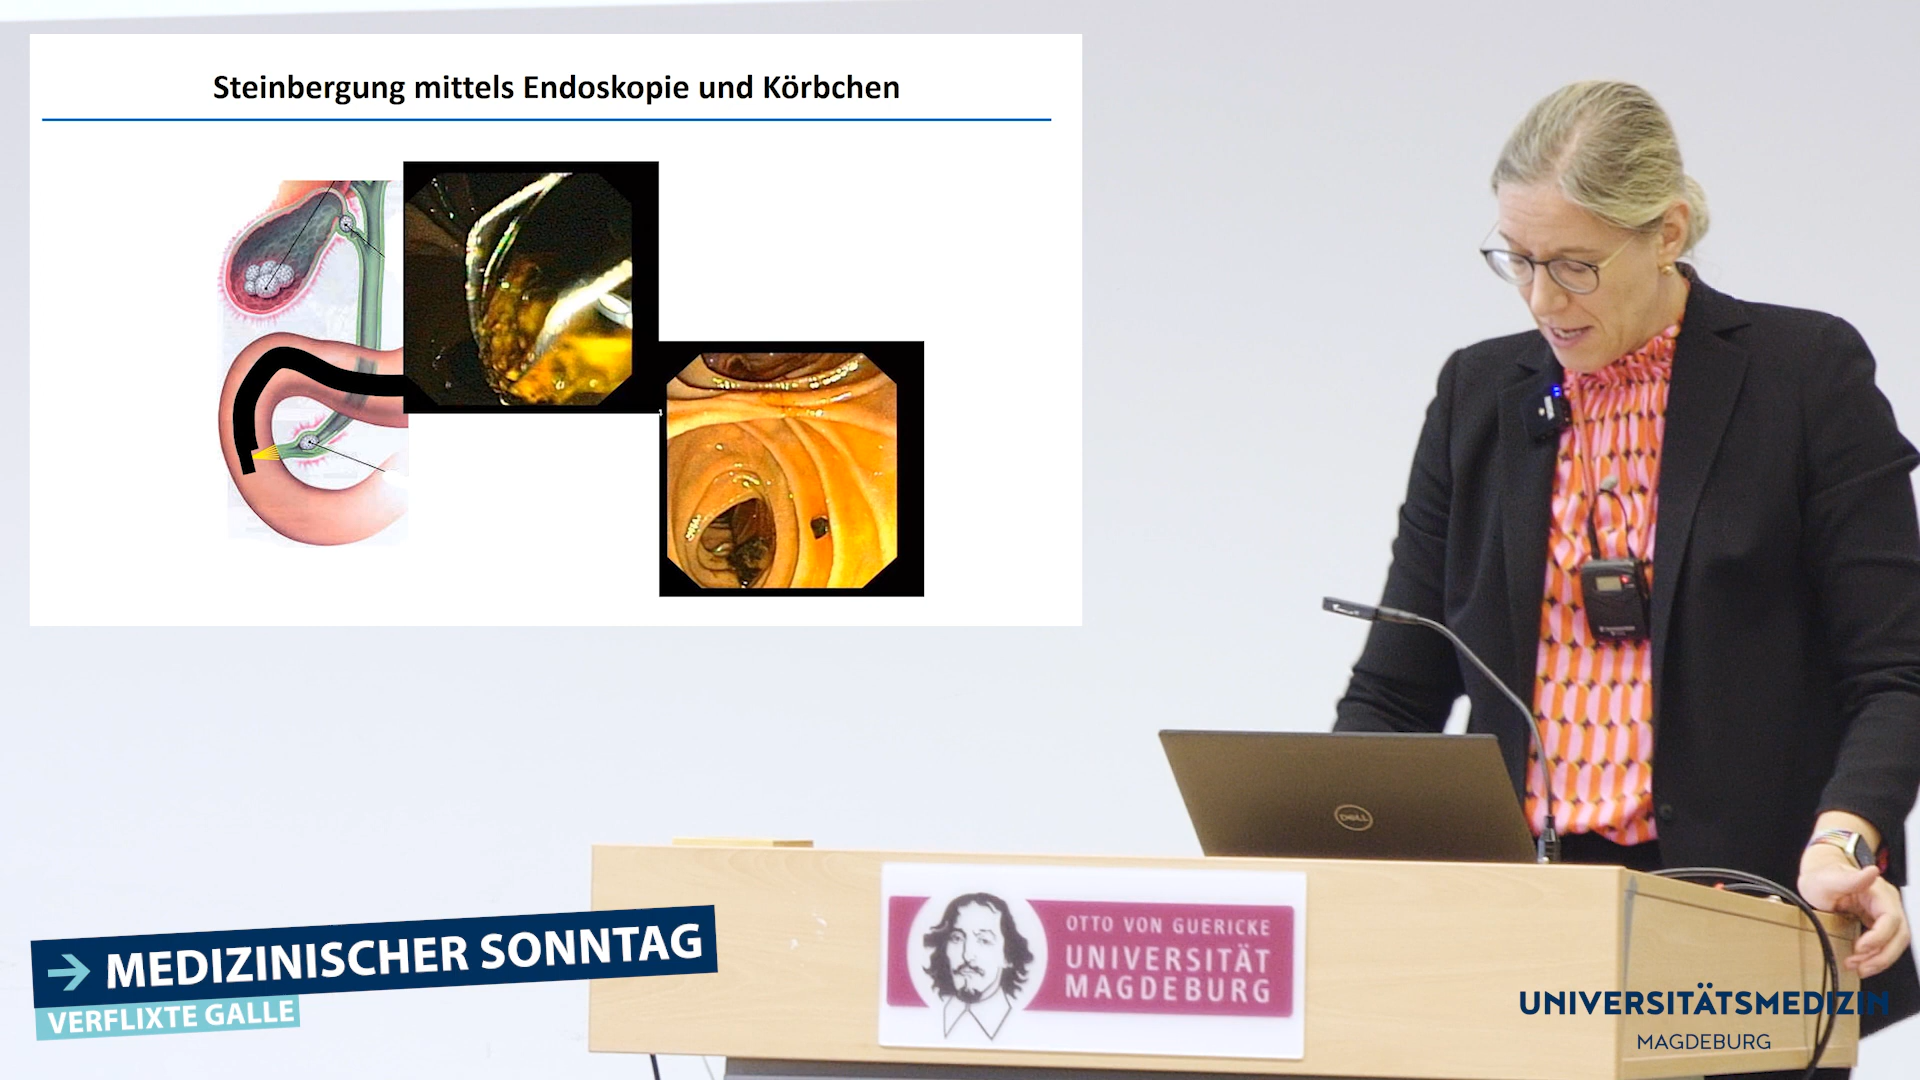 Steinbergung mittels Endoskopie und Körbchen
DELL
OTTO VON GUERICKE
UNIVERSITÄT
MAGDEBURG
MEDIZINISCHER SONNTAG
VERFLIXTE GALLE
UNIVERSITÄTSMEDIZIN
MAGDEBURG